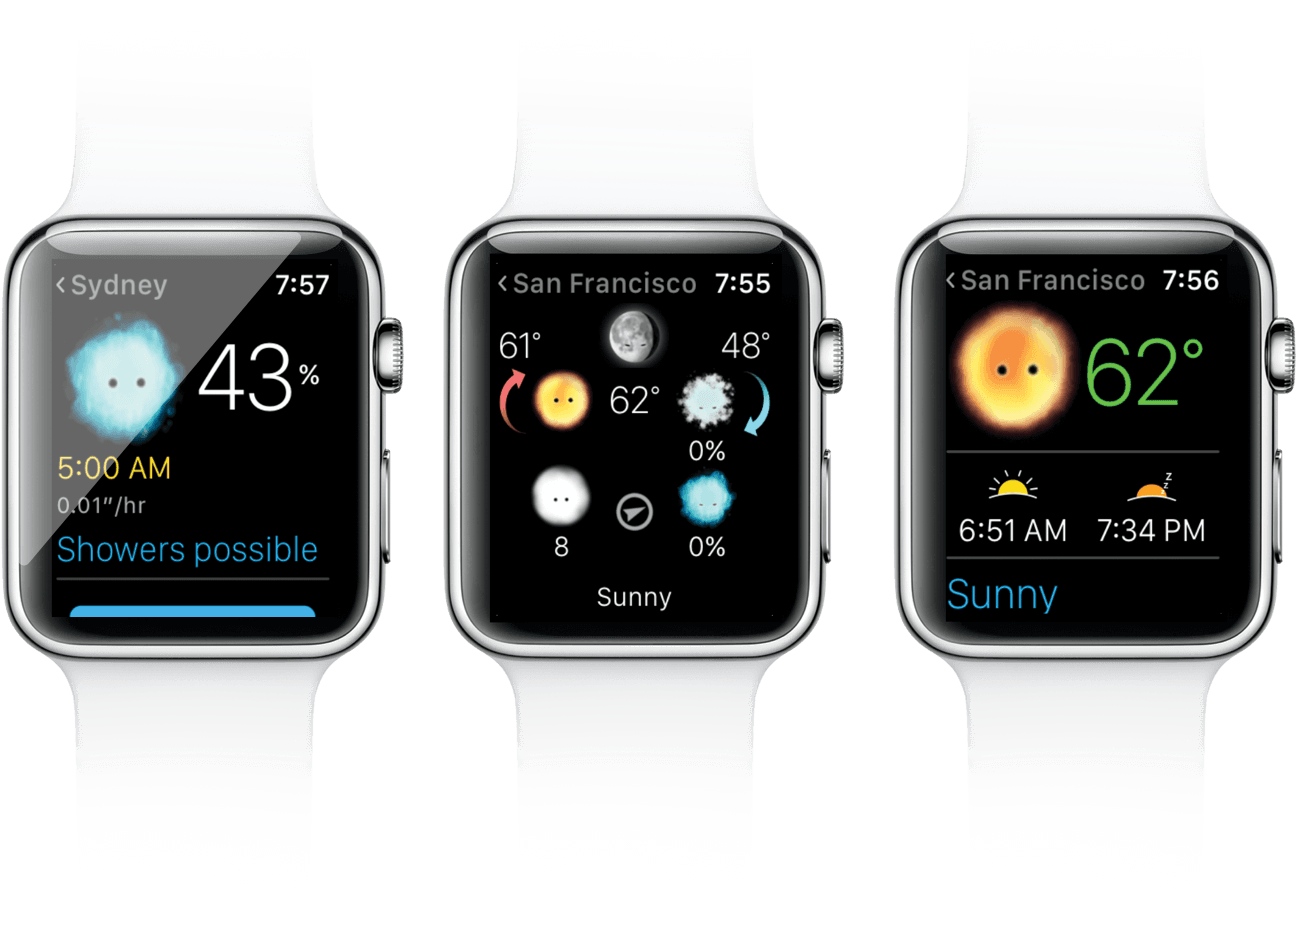 Sydney 7:57
43%
5:00 AM
0.01"/hr
Showers possible
San Francisco 7:55
61° 48°
62°
0%
8 0%
Sunny
San Francisco 7:56
62°
z
z
6:51 AM 7:34 PM
Sunny